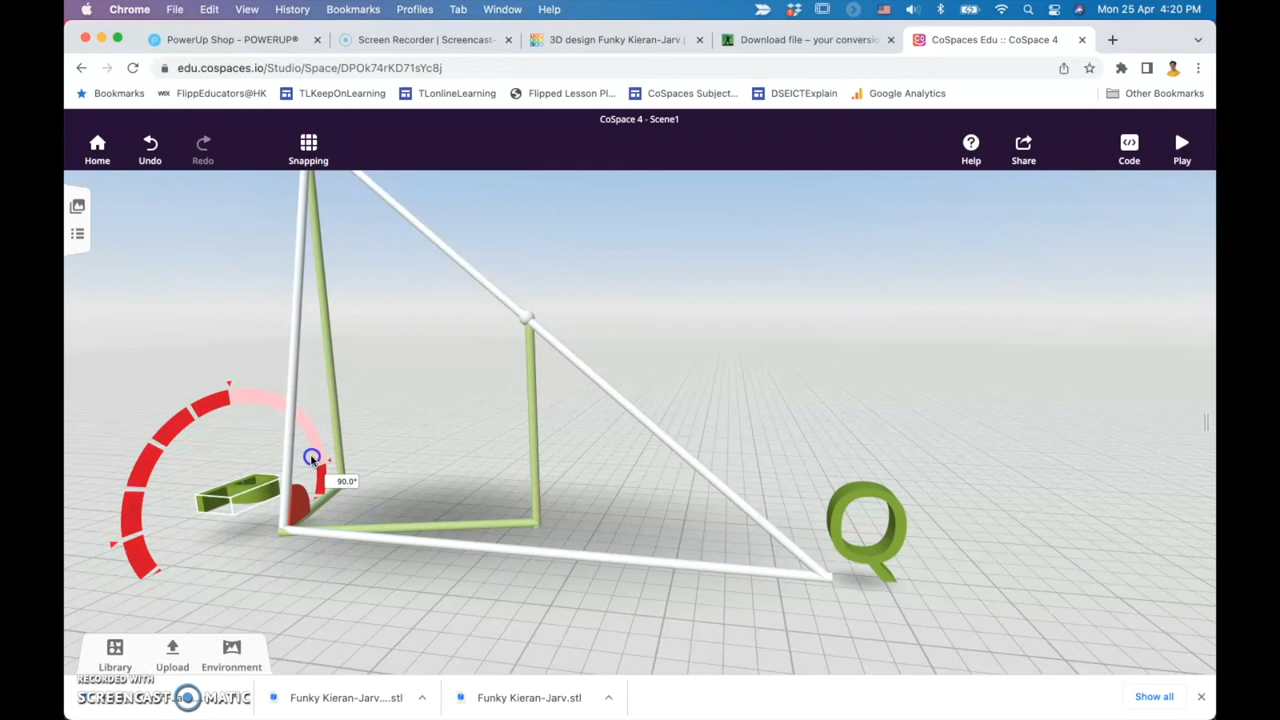 Chrome File Edit View History Bookmarks Profiles Tab Window Help Mon 25 Apr 4:20 PM
PowerUp Shop - POWERUP® Screen Recorder | Screencast- 3D design Funky Kieran-Jarv | Download file – your conversio CoSpaces Edu :: CoSpace 4
edu.cospaces.io/Studio/Space/DPOk74rKD71sYc8j
Bookmarks FlippEducators@HK TLKeepOnLearning TLonlineLearning Flipped Lesson Pl... CoSpaces Subject... DSEICTExplain Google Analytics Other Bookmarks
CoSpace 4 - Scene1
Home Undo Redo Snapping Help Share Code Play
90.0°
Q
Library Upload Environment
RECORDED WITH
SCREENCAST MATIC
Funky Kieran-Jarv....stl Funky Kieran-Jarv.stl Show all